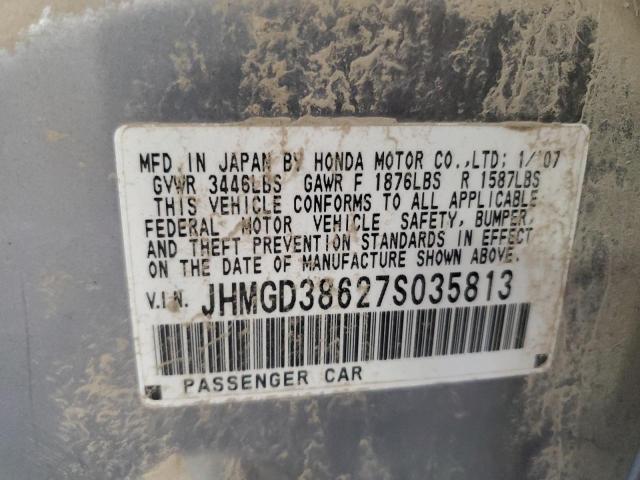 MFD. IN JAPAN BY HONDA MOTOR CO.,LTD: 1/'07
GVWR 3446LBS GAWR F 1876LBS R 1587LBS
THIS VEHICLE CONFORMS TO ALL APPLICABLE
FEDERAL MOTOR VEHICLE SAFETY, BUMPER,
AND THEFT PREVENTION STANDARDS IN EFFECT
ON THE DATE OF MANUFACTURE SHOWN ABOVE.
V.I.N. JHMGD38627S035813
PASSENGER CAR